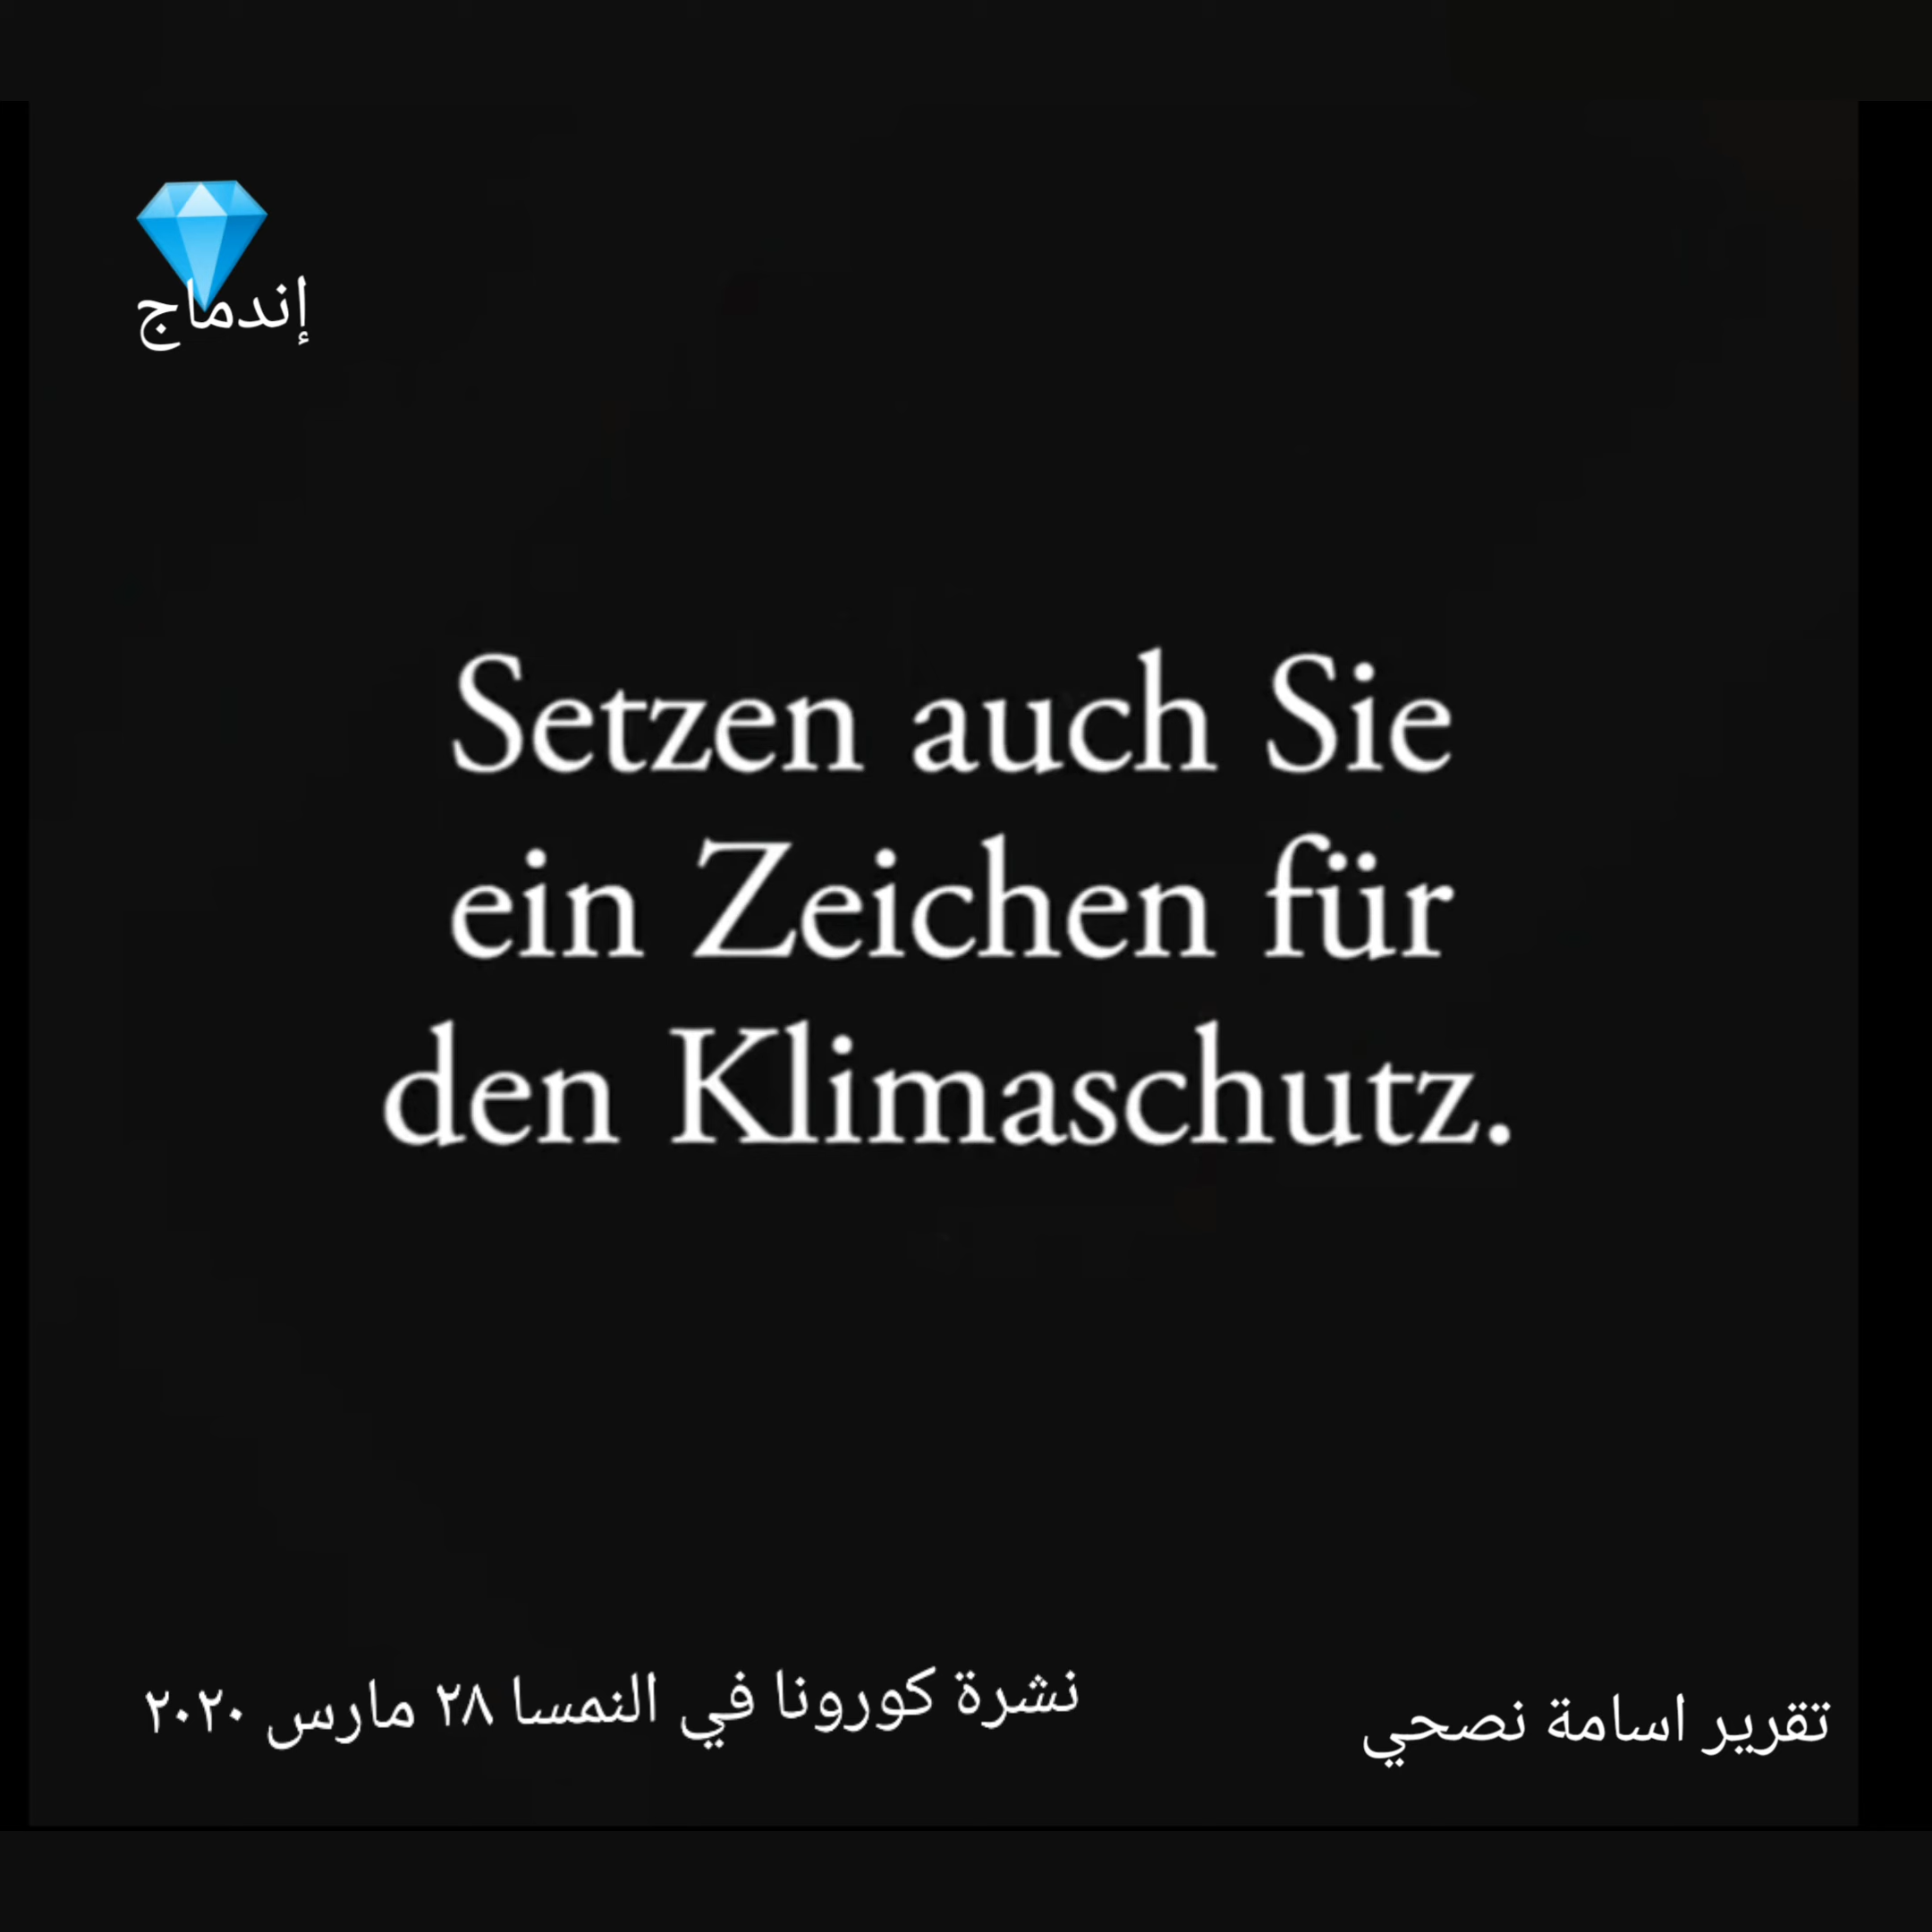 إندماج
Setzen auch Sie
ein Zeichen für
den Klimaschutz.
نشرة كورونا في النمسا ٢٨ مارس ٢٠٢٠
تقرير اسامة نصحي